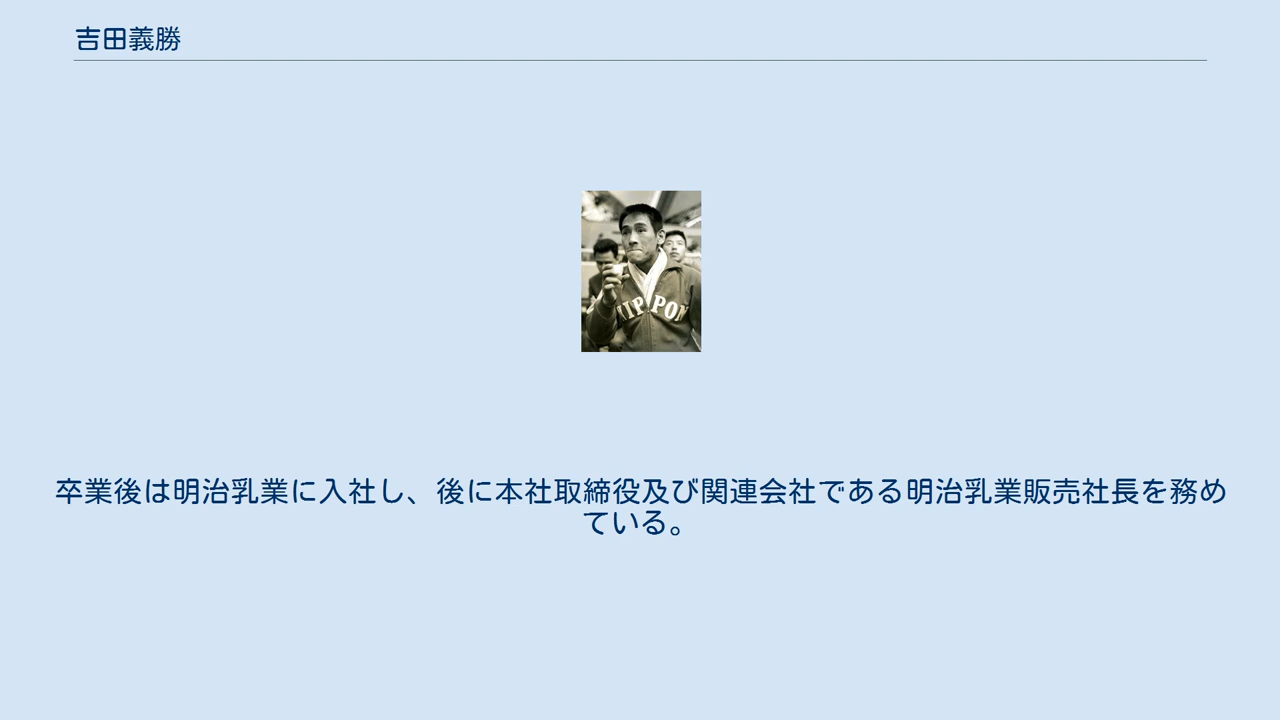 吉田義勝
NIPPON
卒業後は明治乳業に入社し、後に本社取締役及び関連会社である明治乳業販売社長を務め
ている。